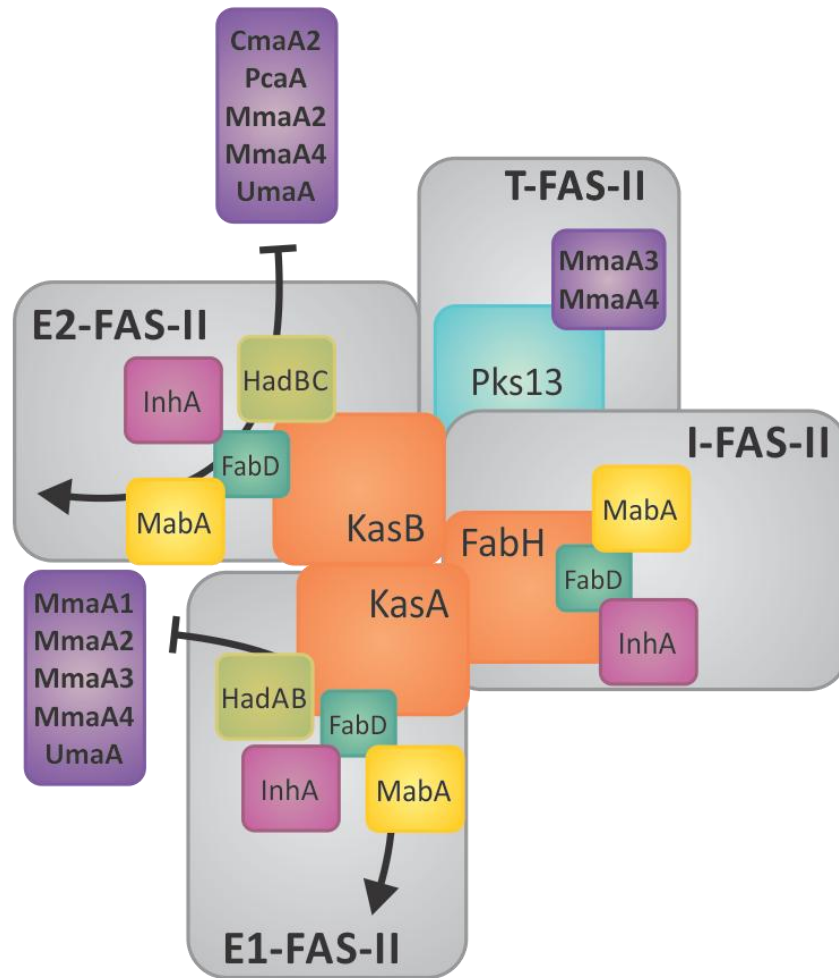 CmaA2
PcaA
MmaA2
MmaA4
UmaA
T-FAS-II
MmaA3
MmaA4
Pks13
E2-FAS-II
HadBC
InhA
FabD
MabA
KasB
I-FAS-II
MabA
FabH
FabD
InhA
KasA
MmaA1
MmaA2
MmaA3
MmaA4
UmaA
HadAB
FabD
InhA
MabA
E1-FAS-II